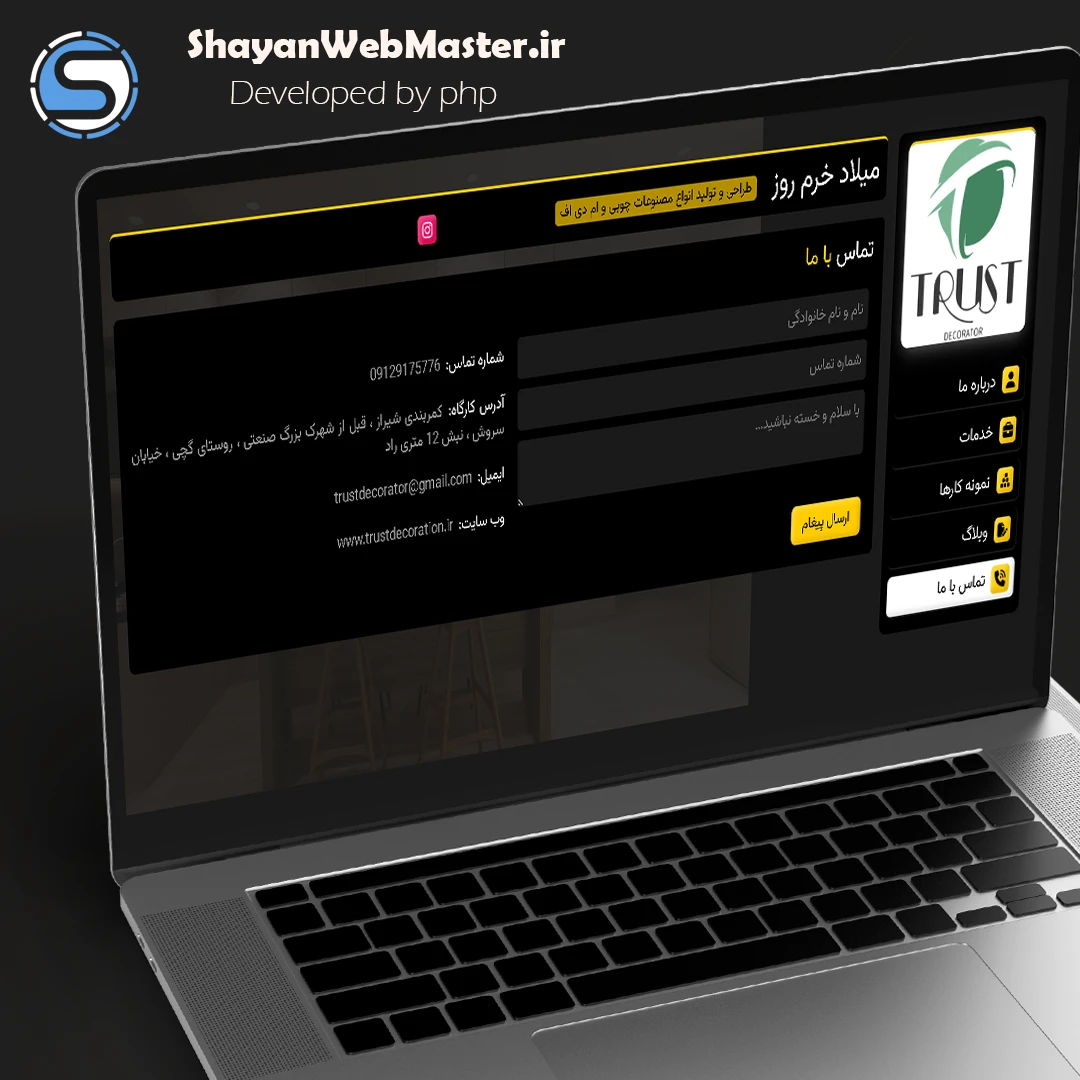 ShayanWebMaster.ir
Developed by php
میلاد خرم روز
طراحی و تولید انواع مصنوعات چوبی و ام دی اف
تماس با ما
نام و نام خانوادگی
شماره تماس
با سلام و خسته نباشید...
ارسال پیغام
شماره تماس: 09129175776
آدرس کارگاه: کمربندی شیراز ، قبل از شهرک بزرگ صنعتی ، روستای گچی ، خیابان
سروش ، نبش 12 متری راد
ایمیل: trustdecorator@gmail.com
وب سایت: www.trustdecoration.ir
TRUST
DECORATOR
درباره ما
خدمات
نمونه کارها
وبلاگ
تماس با ما